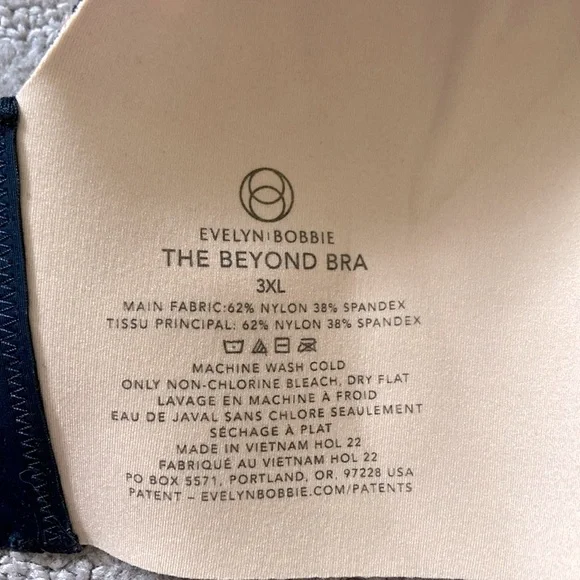 EVELYN|BOBBIE
THE BEYOND BRA
3XL
MAIN FABRIC:62% NYLON 38% SPANDEX
TISSU PRINCIPAL: 62% NYLON 38% SPANDEX
MACHINE WASH COLD
ONLY NON-CHLORINE BLEACH, DRY FLAT
LAVAGE EN MACHINE À FROID
EAU DE JAVAL SANS CHLORE SEAULEMENT
SÉCHAGE À PLAT
MADE IN VIETNAM HOL 22
FABRIQUÉ AU VIETNAM HOL 22
PO BOX 5571, PORTLAND, OR, 97228 USA
PATENT – EVELYNBOBBIE.COM/PATENTS